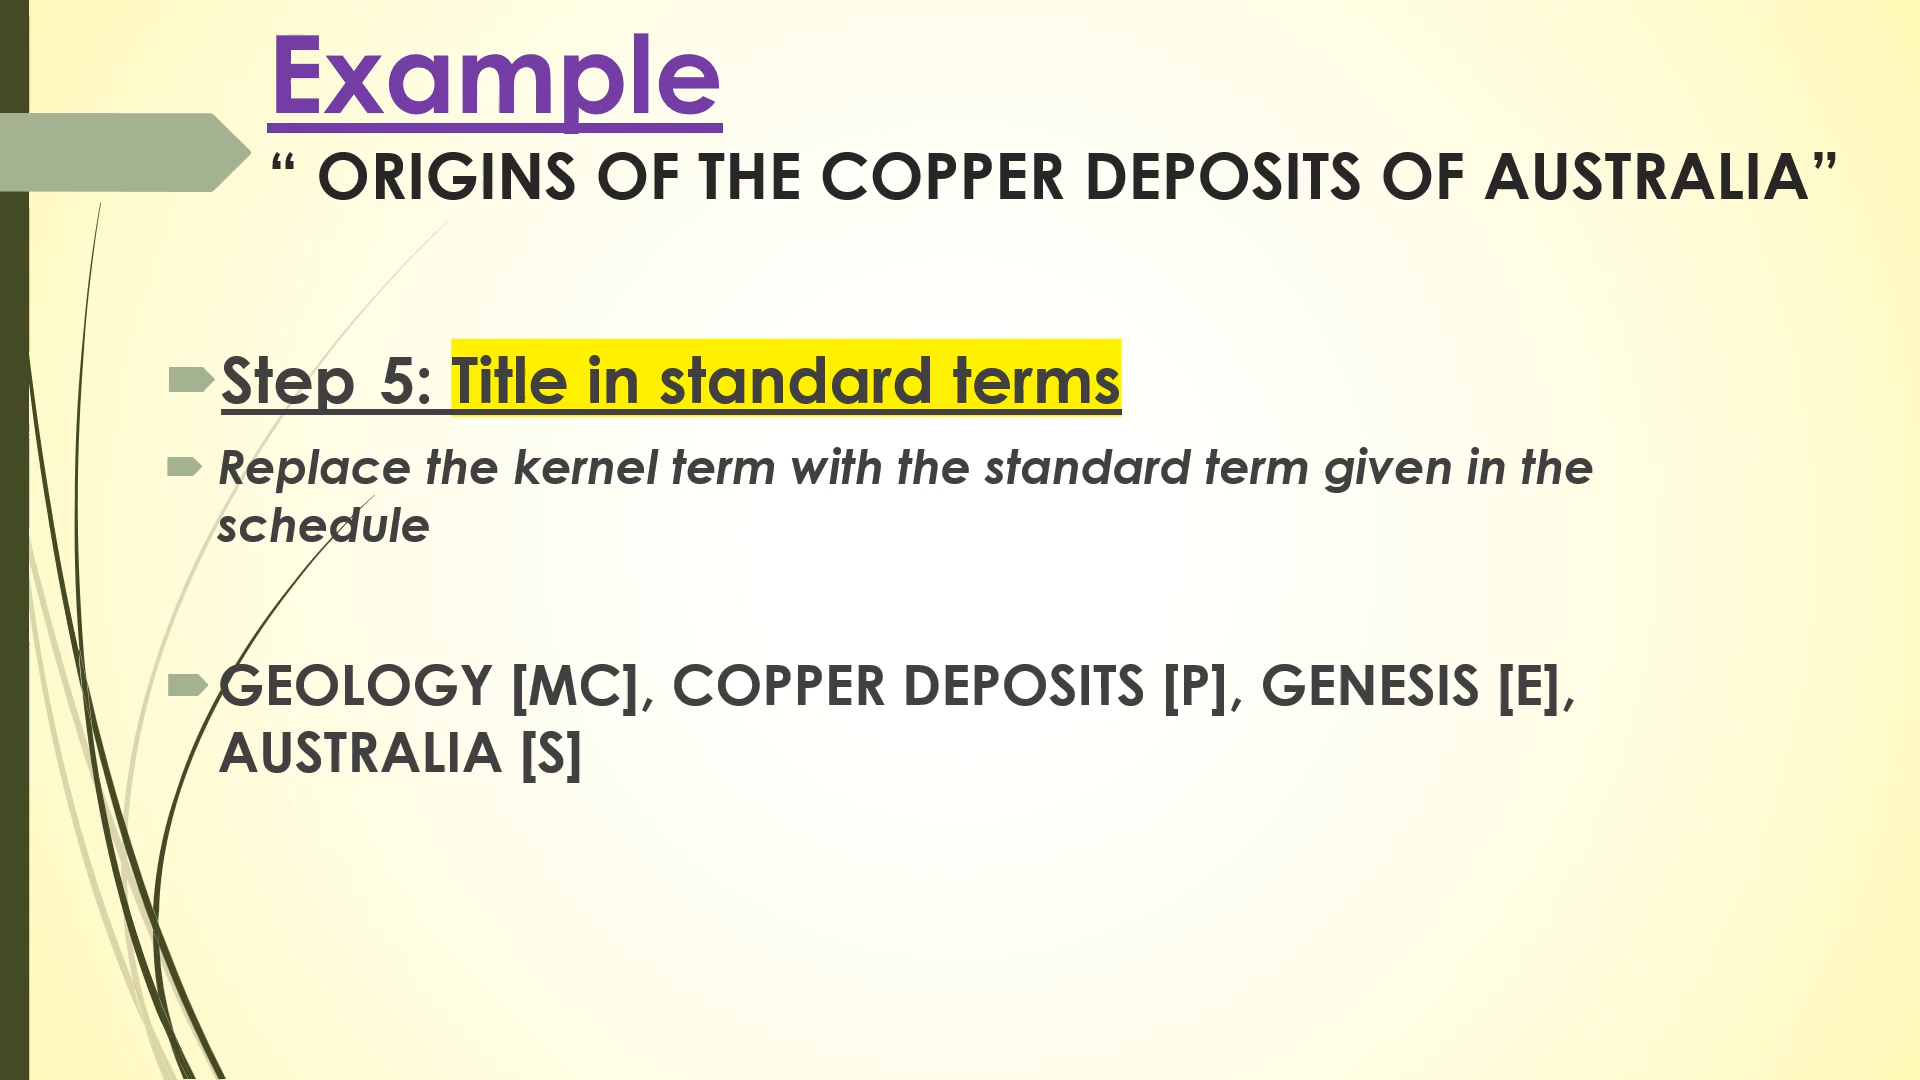 Example
“ ORIGINS OF THE COPPER DEPOSITS OF AUSTRALIA”
Step 5: Title in standard terms
Replace the kernel term with the standard term given in the
schedule
GEOLOGY [MC], COPPER DEPOSITS [P], GENESIS [E],
AUSTRALIA [S]